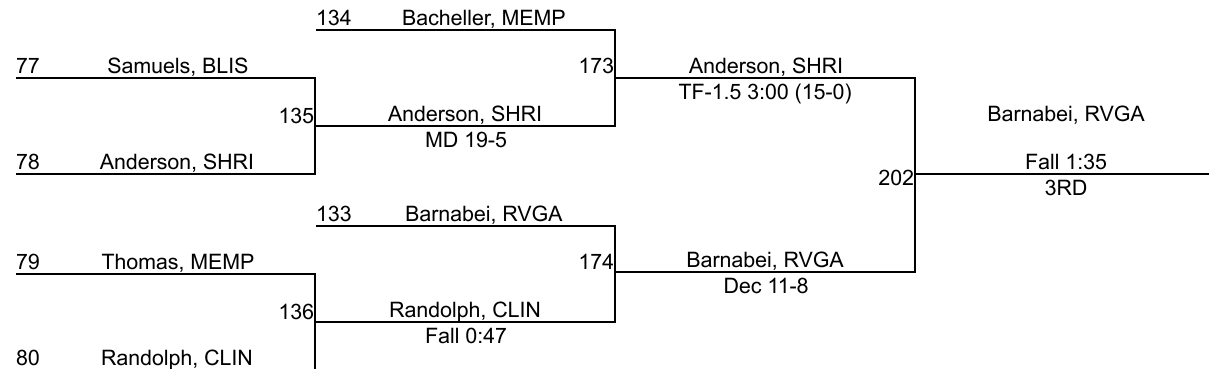 134 Bacheller, MEMP
77 Samuels, BLIS
173 Anderson, SHRI
TF-1.5 3:00 (15-0)
135 Anderson, SHRI
MD 19-5
Barnabei, RVGA
78 Anderson, SHRI
Fall 1:35
202
3RD
133 Barnabei, RVGA
79 Thomas, MEMP
174 Barnabei, RVGA
Dec 11-8
136 Randolph, CLIN
Fall 0:47
80 Randolph, CLIN